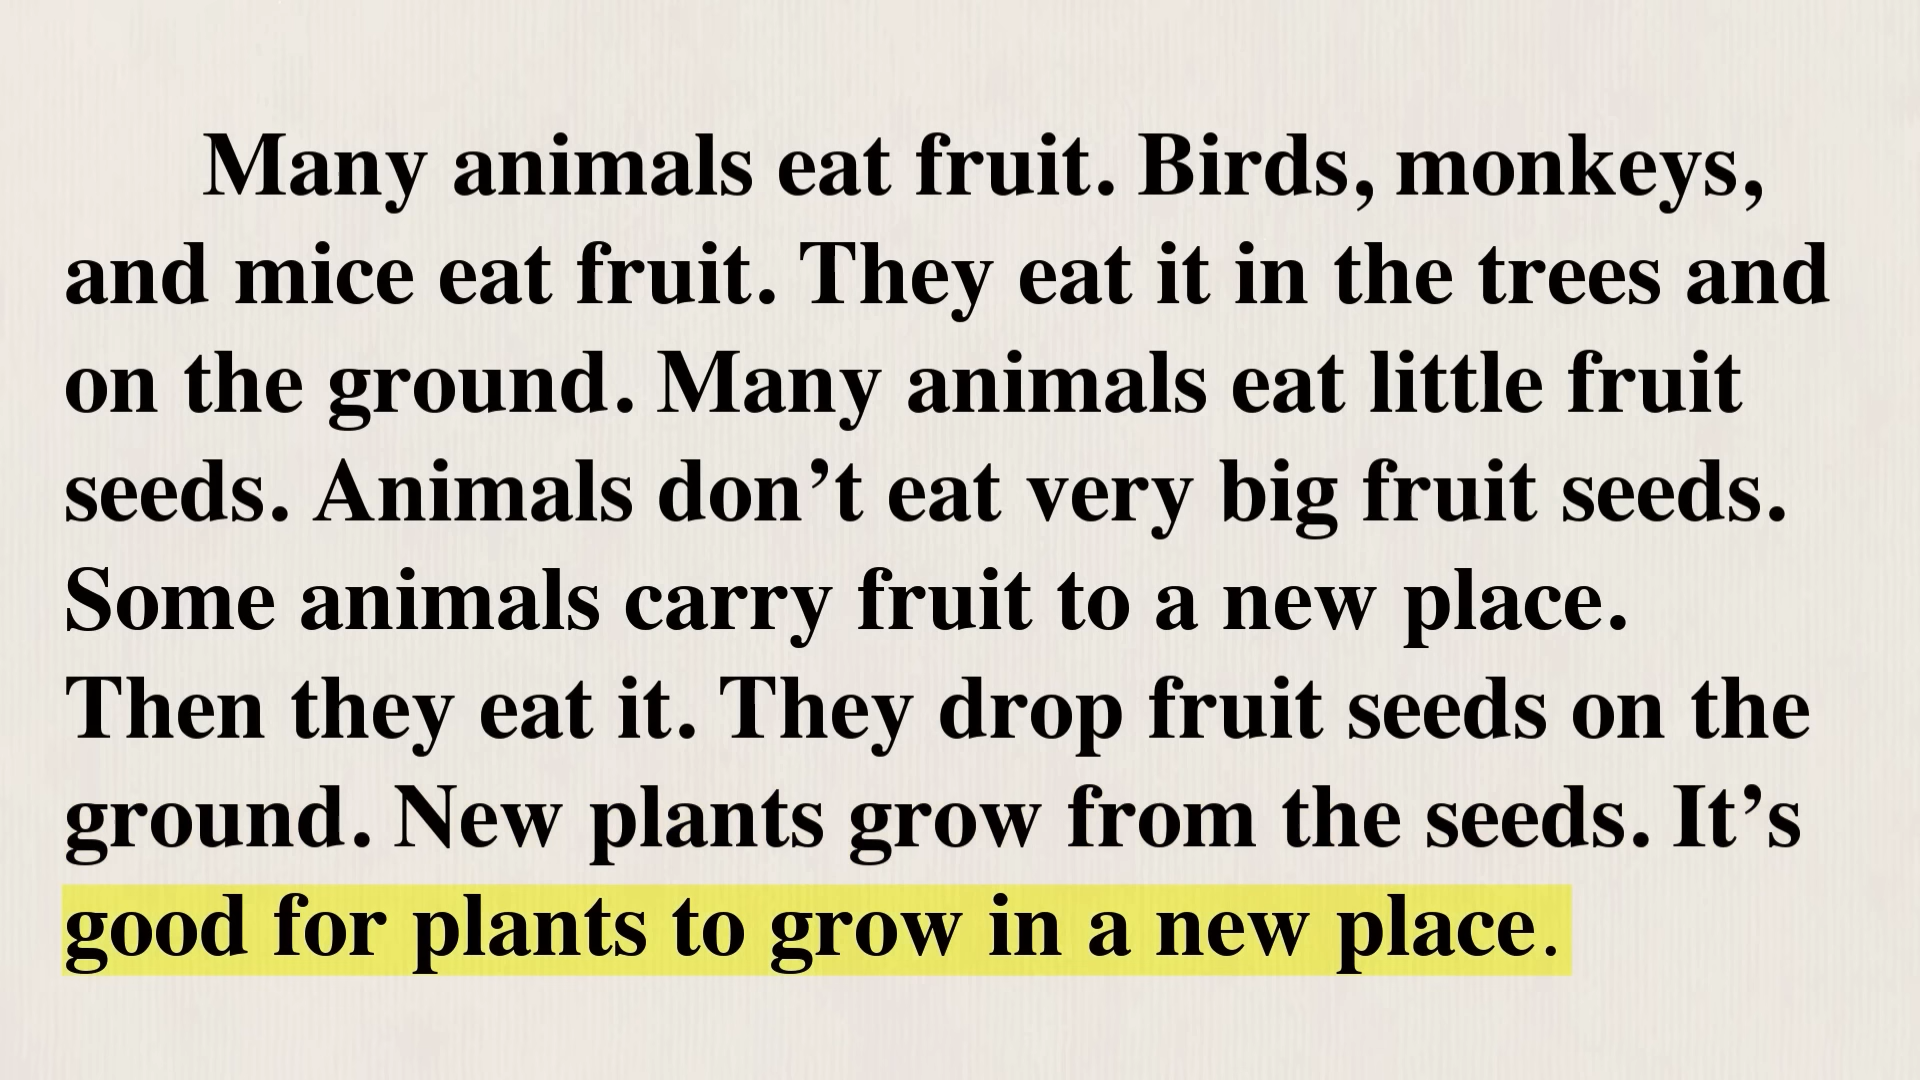 Many animals eat fruit. Birds, monkeys,
and mice eat fruit. They eat it in the trees and
on the ground. Many animals eat little fruit
seeds. Animals don’t eat very big fruit seeds.
Some animals carry fruit to a new place.
Then they eat it. They drop fruit seeds on the
ground. New plants grow from the seeds. It’s
good for plants to grow in a new place.